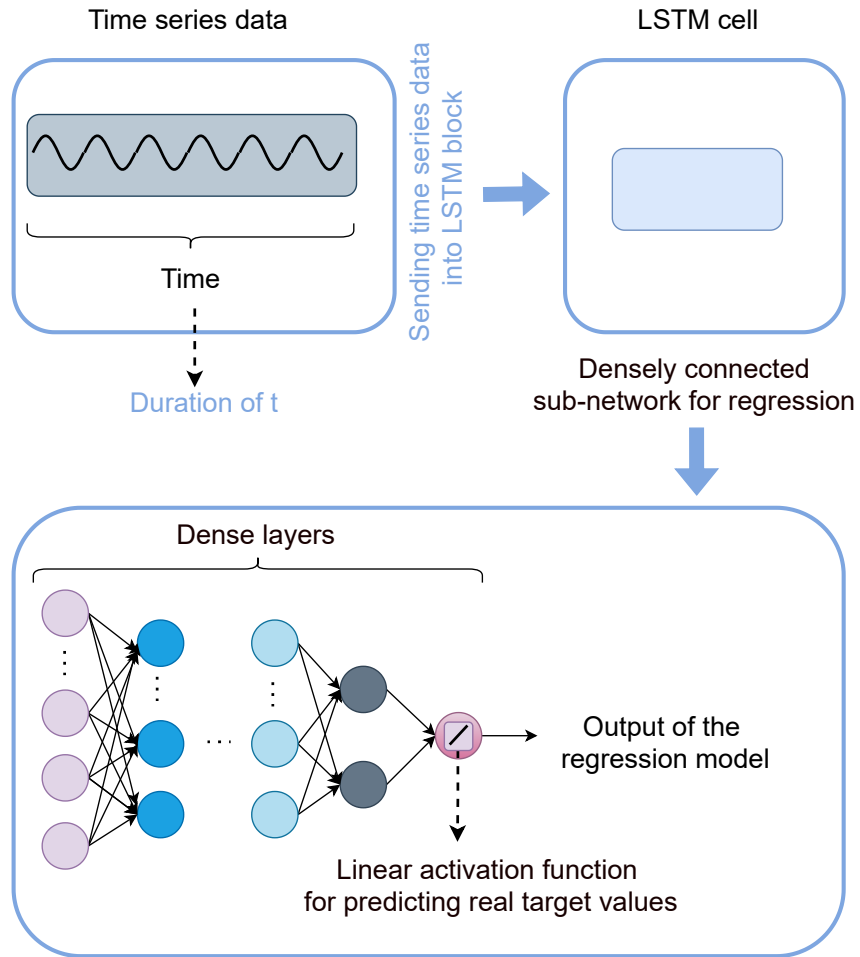 Time series data
LSTM cell
Sending time series data
into LSTM block
Time
Duration of t
Densely connected
sub-network for regression
Dense layers
Output of the
regression model
Linear activation function
for predicting real target values